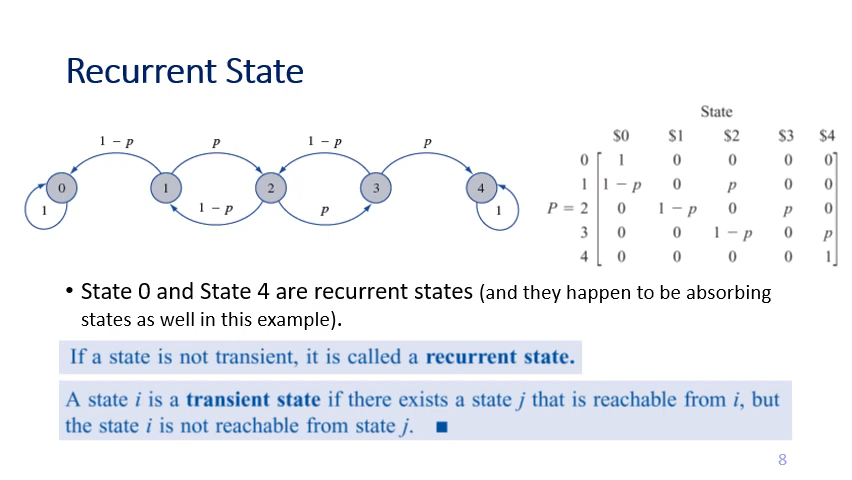 Recurrent State
1 − p
p
1 − p
p
0
1
2
3
4
1
1 − p
p
1
State
$0 $1 $2 $3 $4
0 1 0 0 0 0
1 1 − p 0 p 0 0
P = 2 0 1 − p 0 p 0
3 0 0 1 − p 0 p
4 0 0 0 0 1
• State 0 and State 4 are recurrent states (and they happen to be absorbing
states as well in this example).
If a state is not transient, it is called a recurrent state.
A state i is a transient state if there exists a state j that is reachable from i, but
the state i is not reachable from state j. ■
8